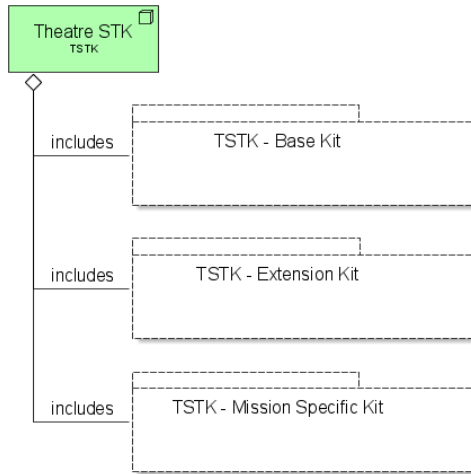 Theatre STK
TSTK
includes
TSTK - Base Kit
includes
TSTK - Extension Kit
includes
TSTK - Mission Specific Kit